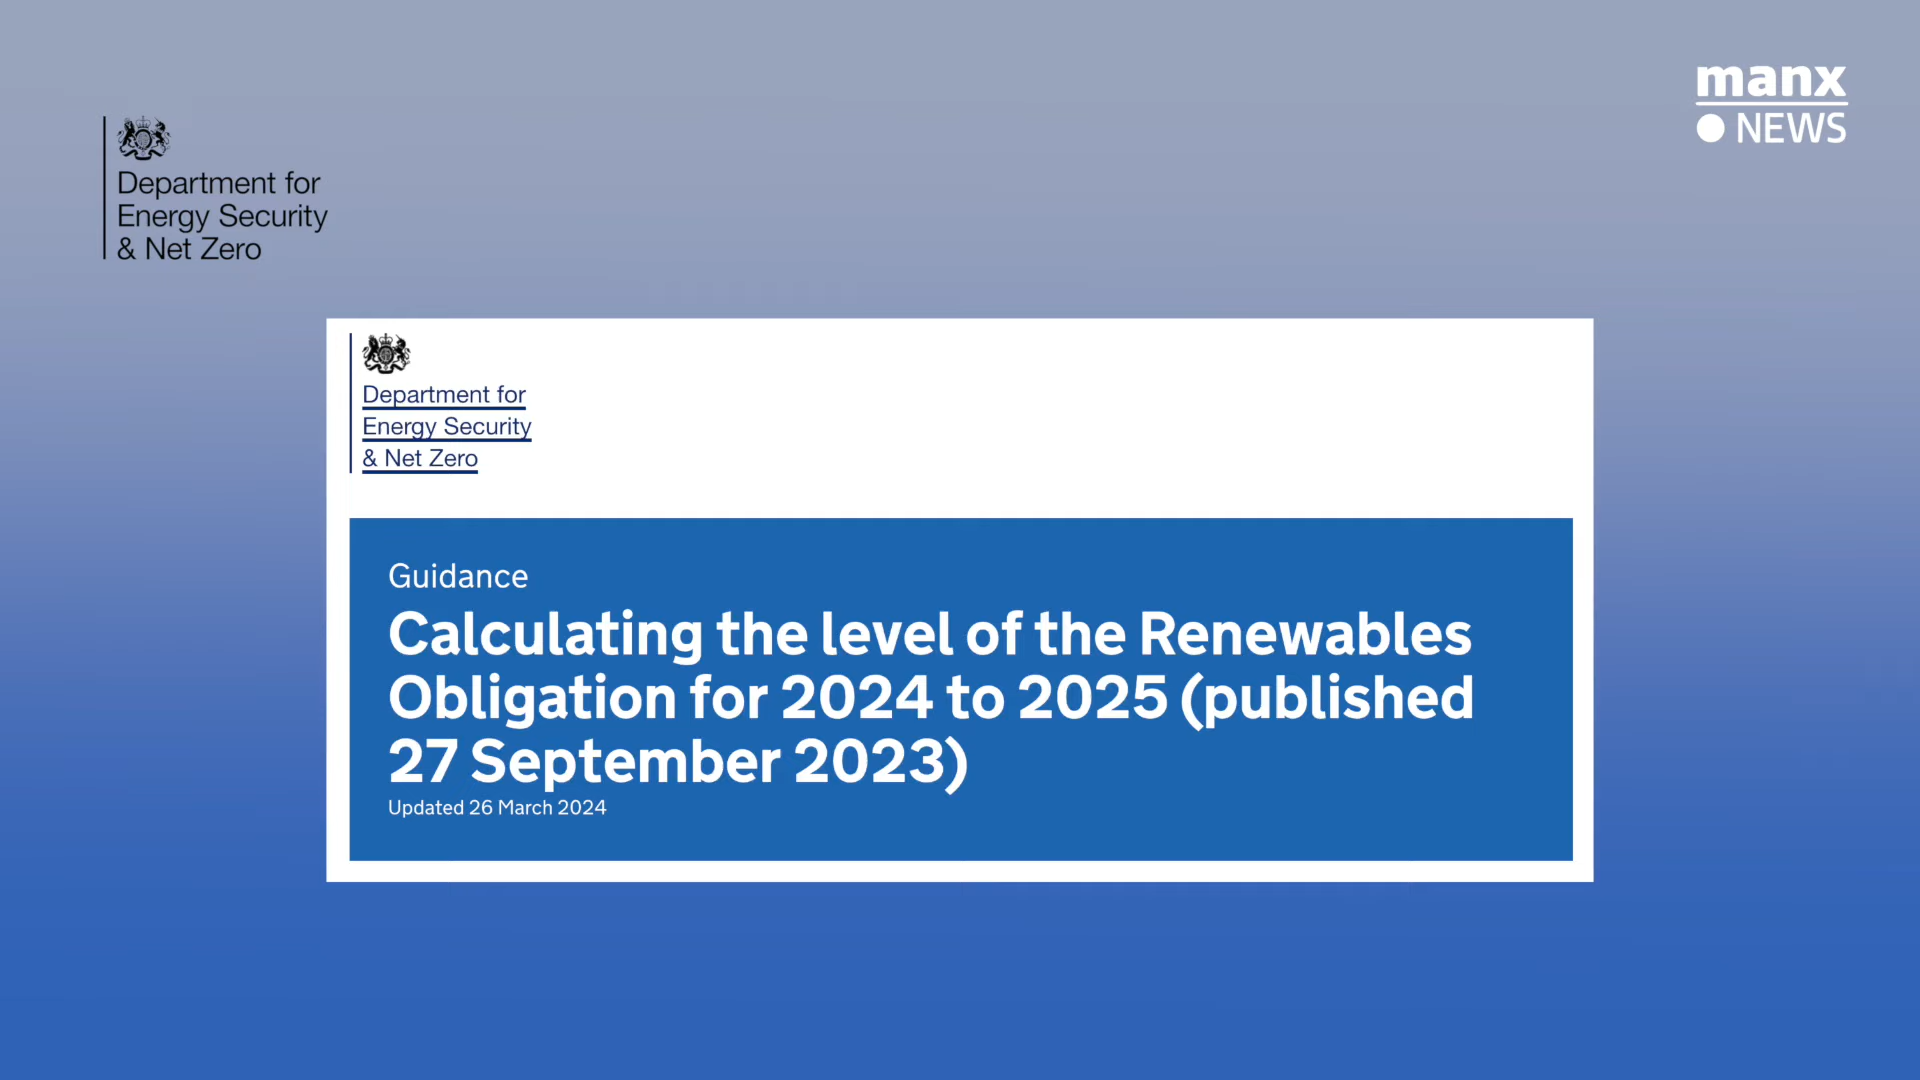 manx
NEWS
Department for
Energy Security
& Net Zero
Department for
Energy Security
& Net Zero
Guidance
Calculating the level of the Renewables
Obligation for 2024 to 2025 (published
27 September 2023)
Updated 26 March 2024